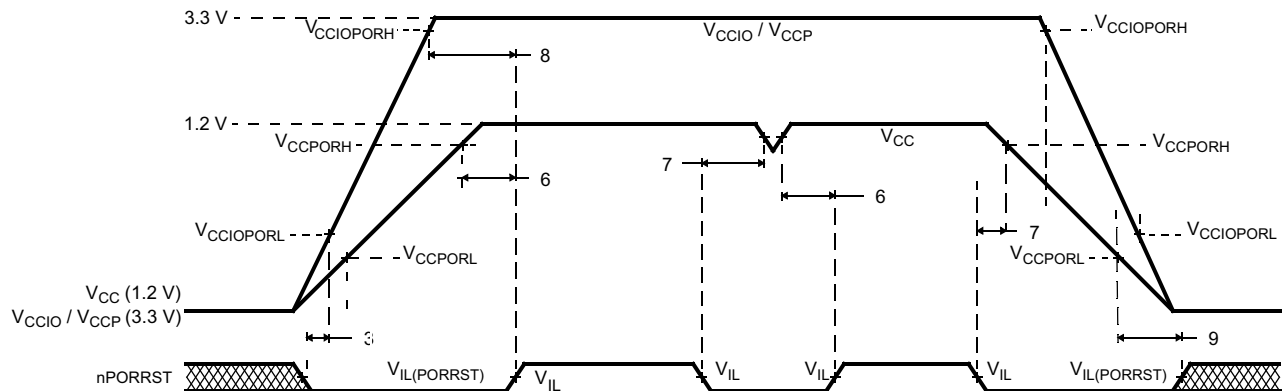 3.3 V
VCCIOPORH
VCCIO / VCCP
VCCIOPORH
8
1.2 V
VCCPORH
VCC
VCCPORH
7
6
6
7
VCCIOPORL
VCCPORL
VCCPORL
VCCIOPORL
VCC (1.2 V)
VCCIO / VCCP (3.3 V)
3
9
nPORRST
VIL(PORRST)
VIL
VIL
VIL
VIL
VIL(PORRST)